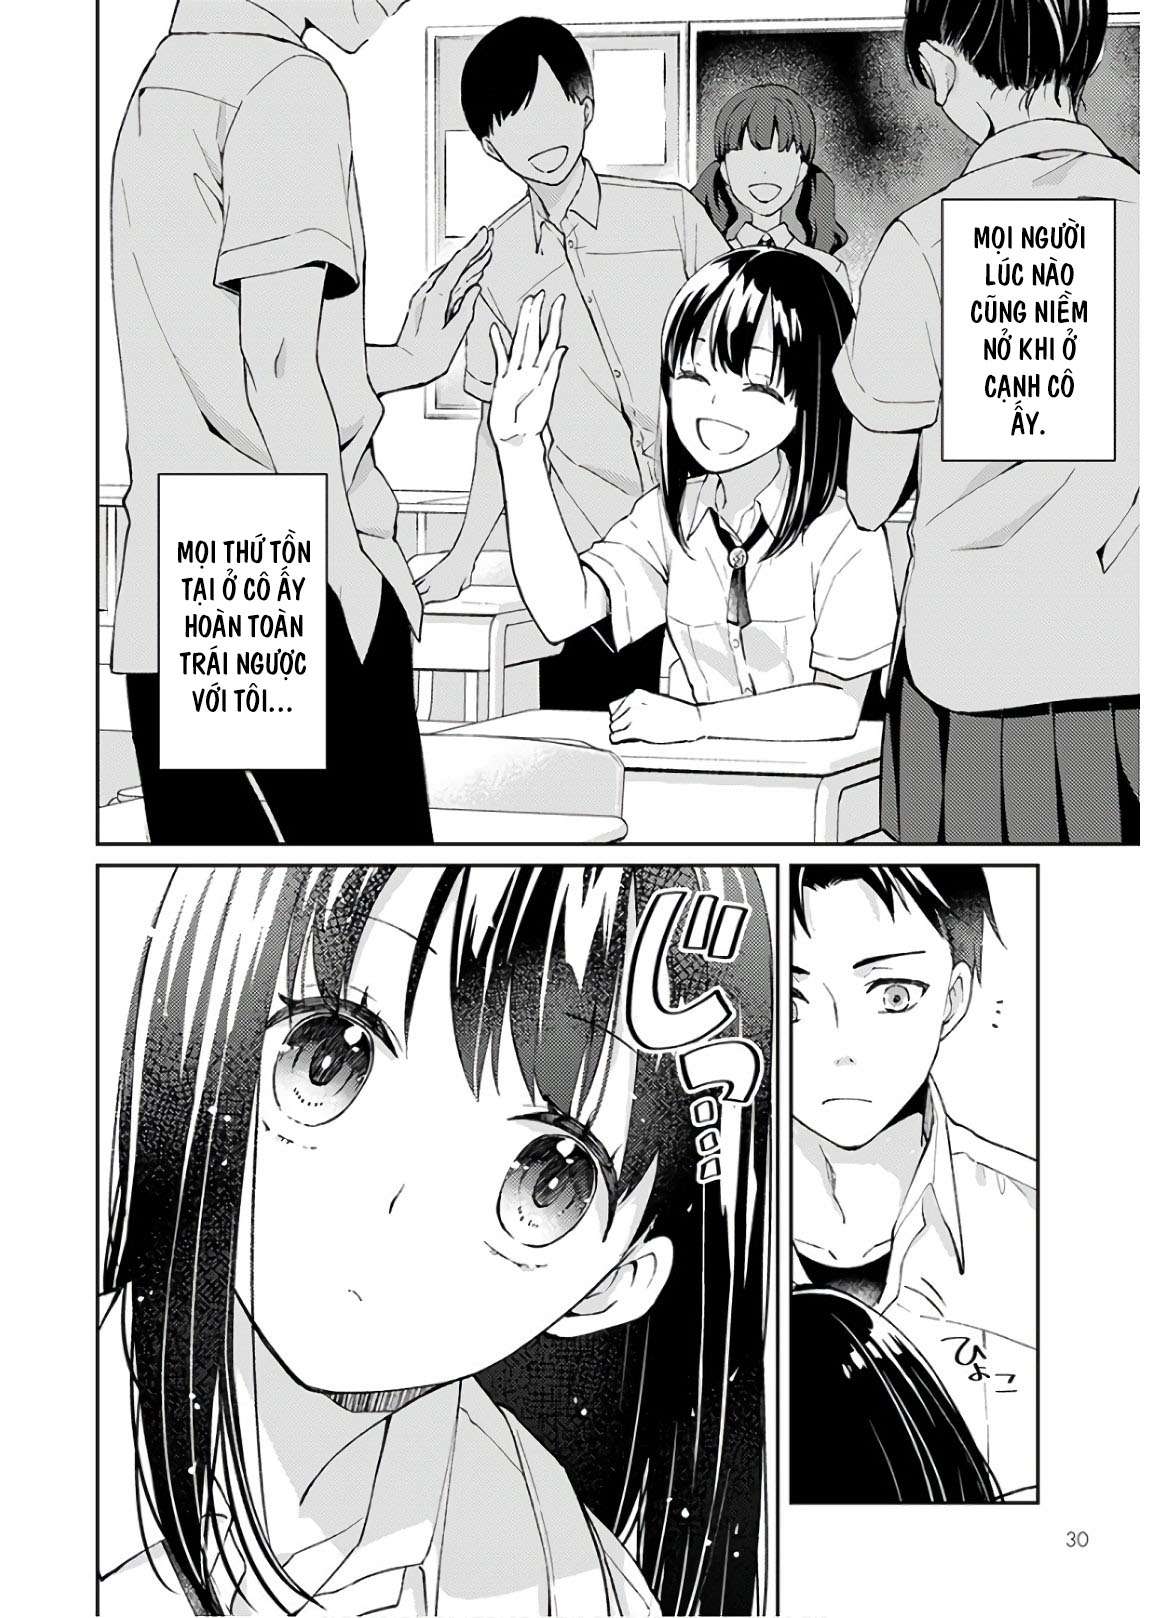 MỌI NGƯỜI
LÚC NÀO
CŨNG NIỀM
NỞ KHI Ở
CẠNH CÔ
ẤY.
MỌI THỨ TỒN
TẠI Ở CÔ ẤY
HOÀN TOÀN
TRÁI NGƯỢC
VỚI TÔI...
ひょこ
じっ...
30